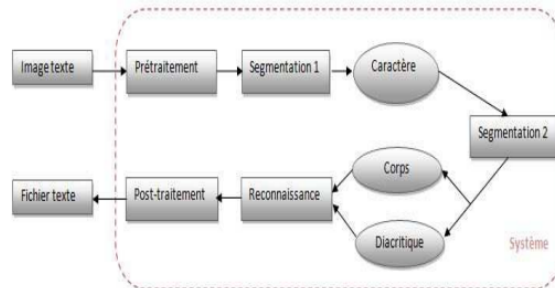 Image texte
Prétraitement
Segmentation 1
Caractère
Segmentation 2
Corps
Diacritique
Reconnaissance
Post-traitement
Fichier texte
Système